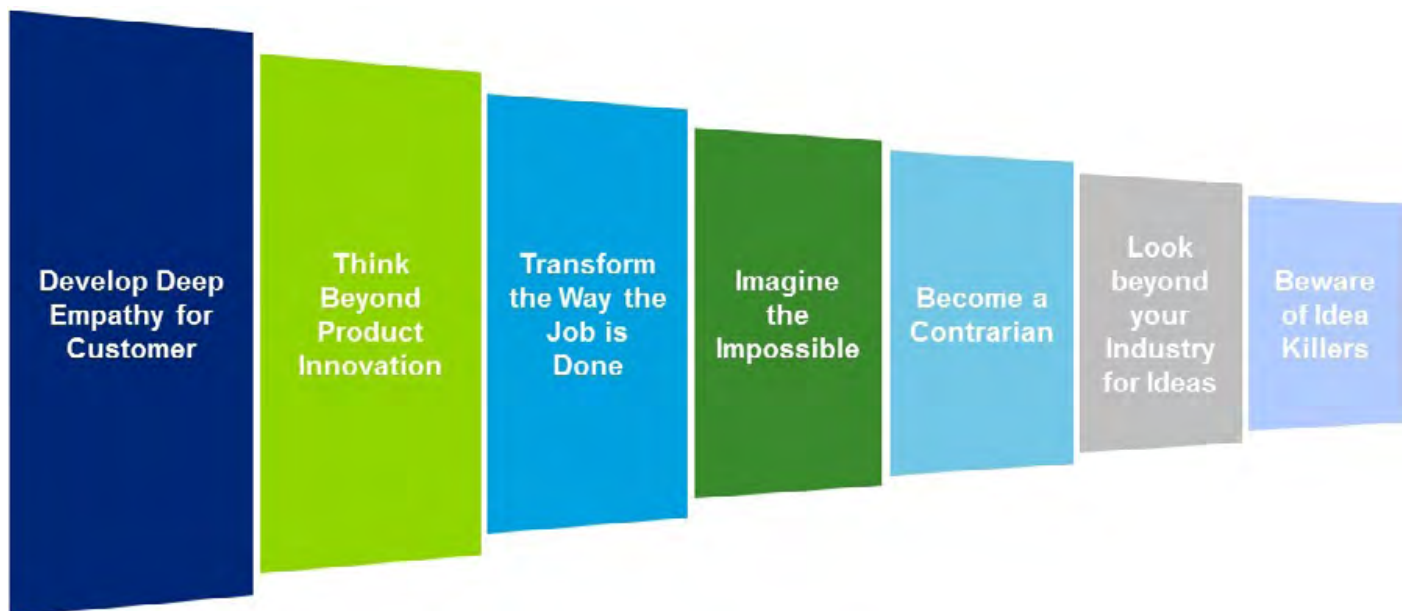 Develop Deep
Empathy for
Customer
Think
Beyond
Product
Innovation
Transform
the Way the
Job is
Done
Imagine
the
Impossible
Become a
Contrarian
Look
beyond
your
Industry
for Ideas
Beware
of Idea
Killers